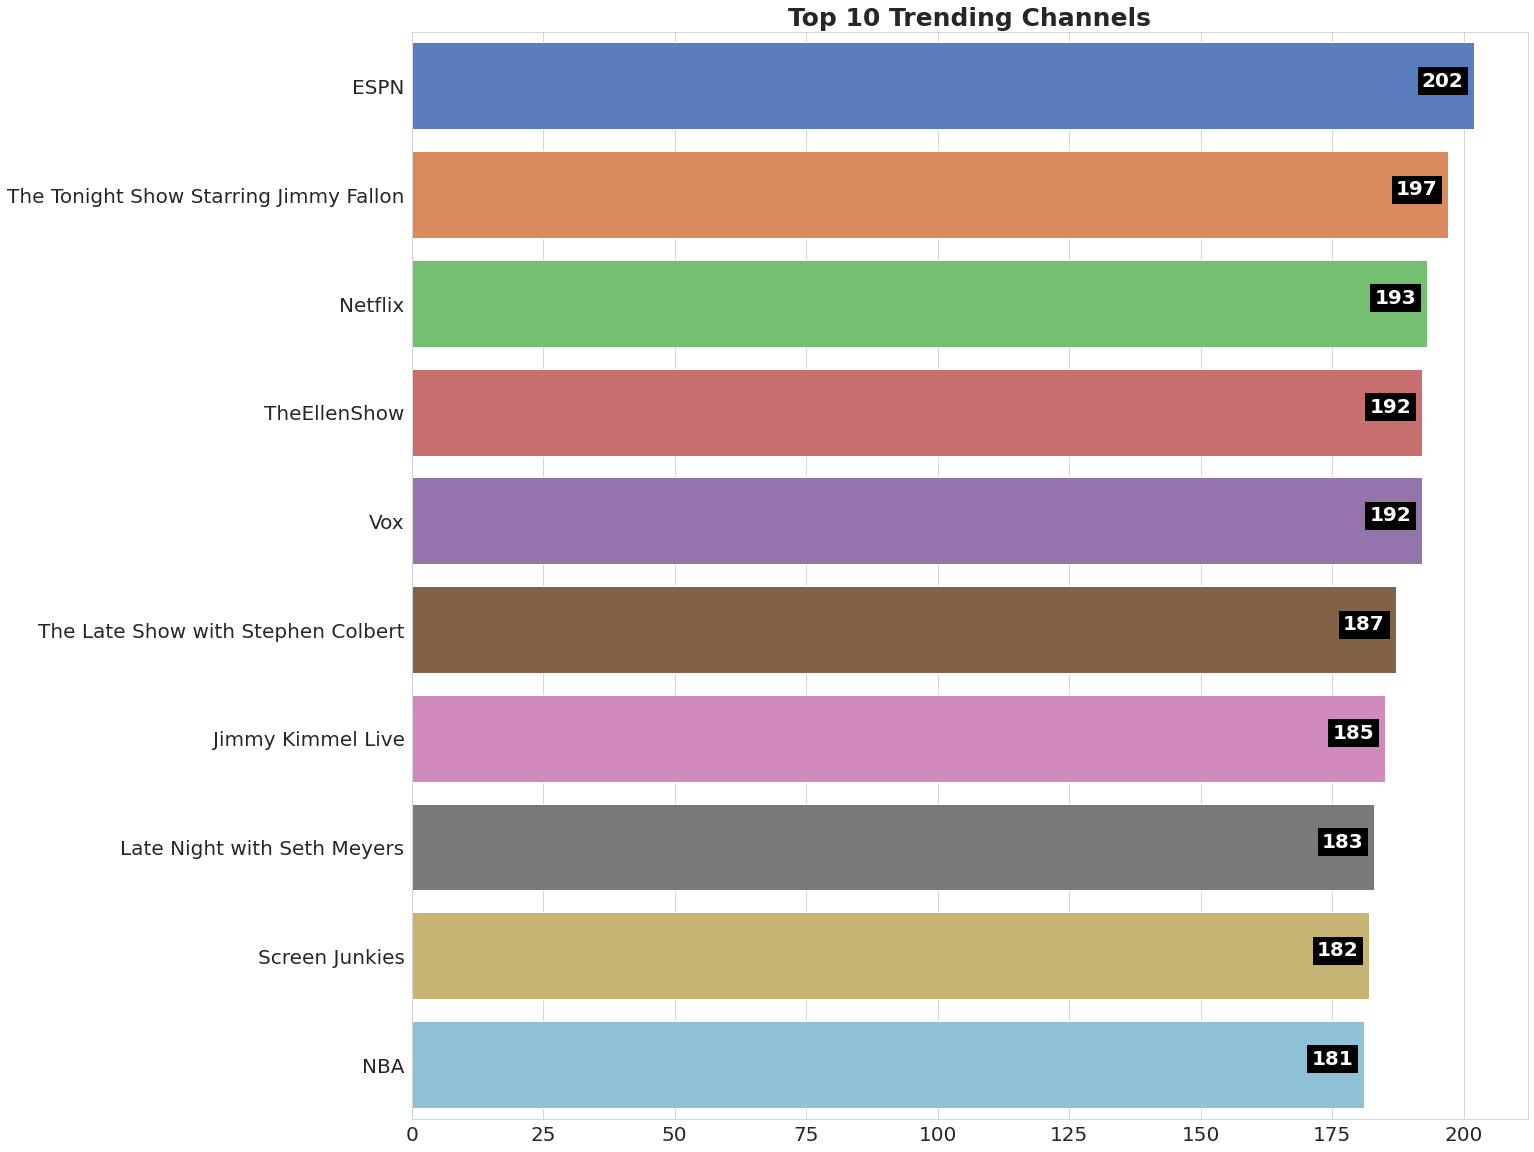 Top 10 Trending Channels
ESPN 202
The Tonight Show Starring Jimmy Fallon 197
Netflix 193
TheEllenShow 192
Vox 192
The Late Show with Stephen Colbert 187
Jimmy Kimmel Live 185
Late Night with Seth Meyers 183
Screen Junkies 182
NBA 181
0 25 50 75 100 125 150 175 200